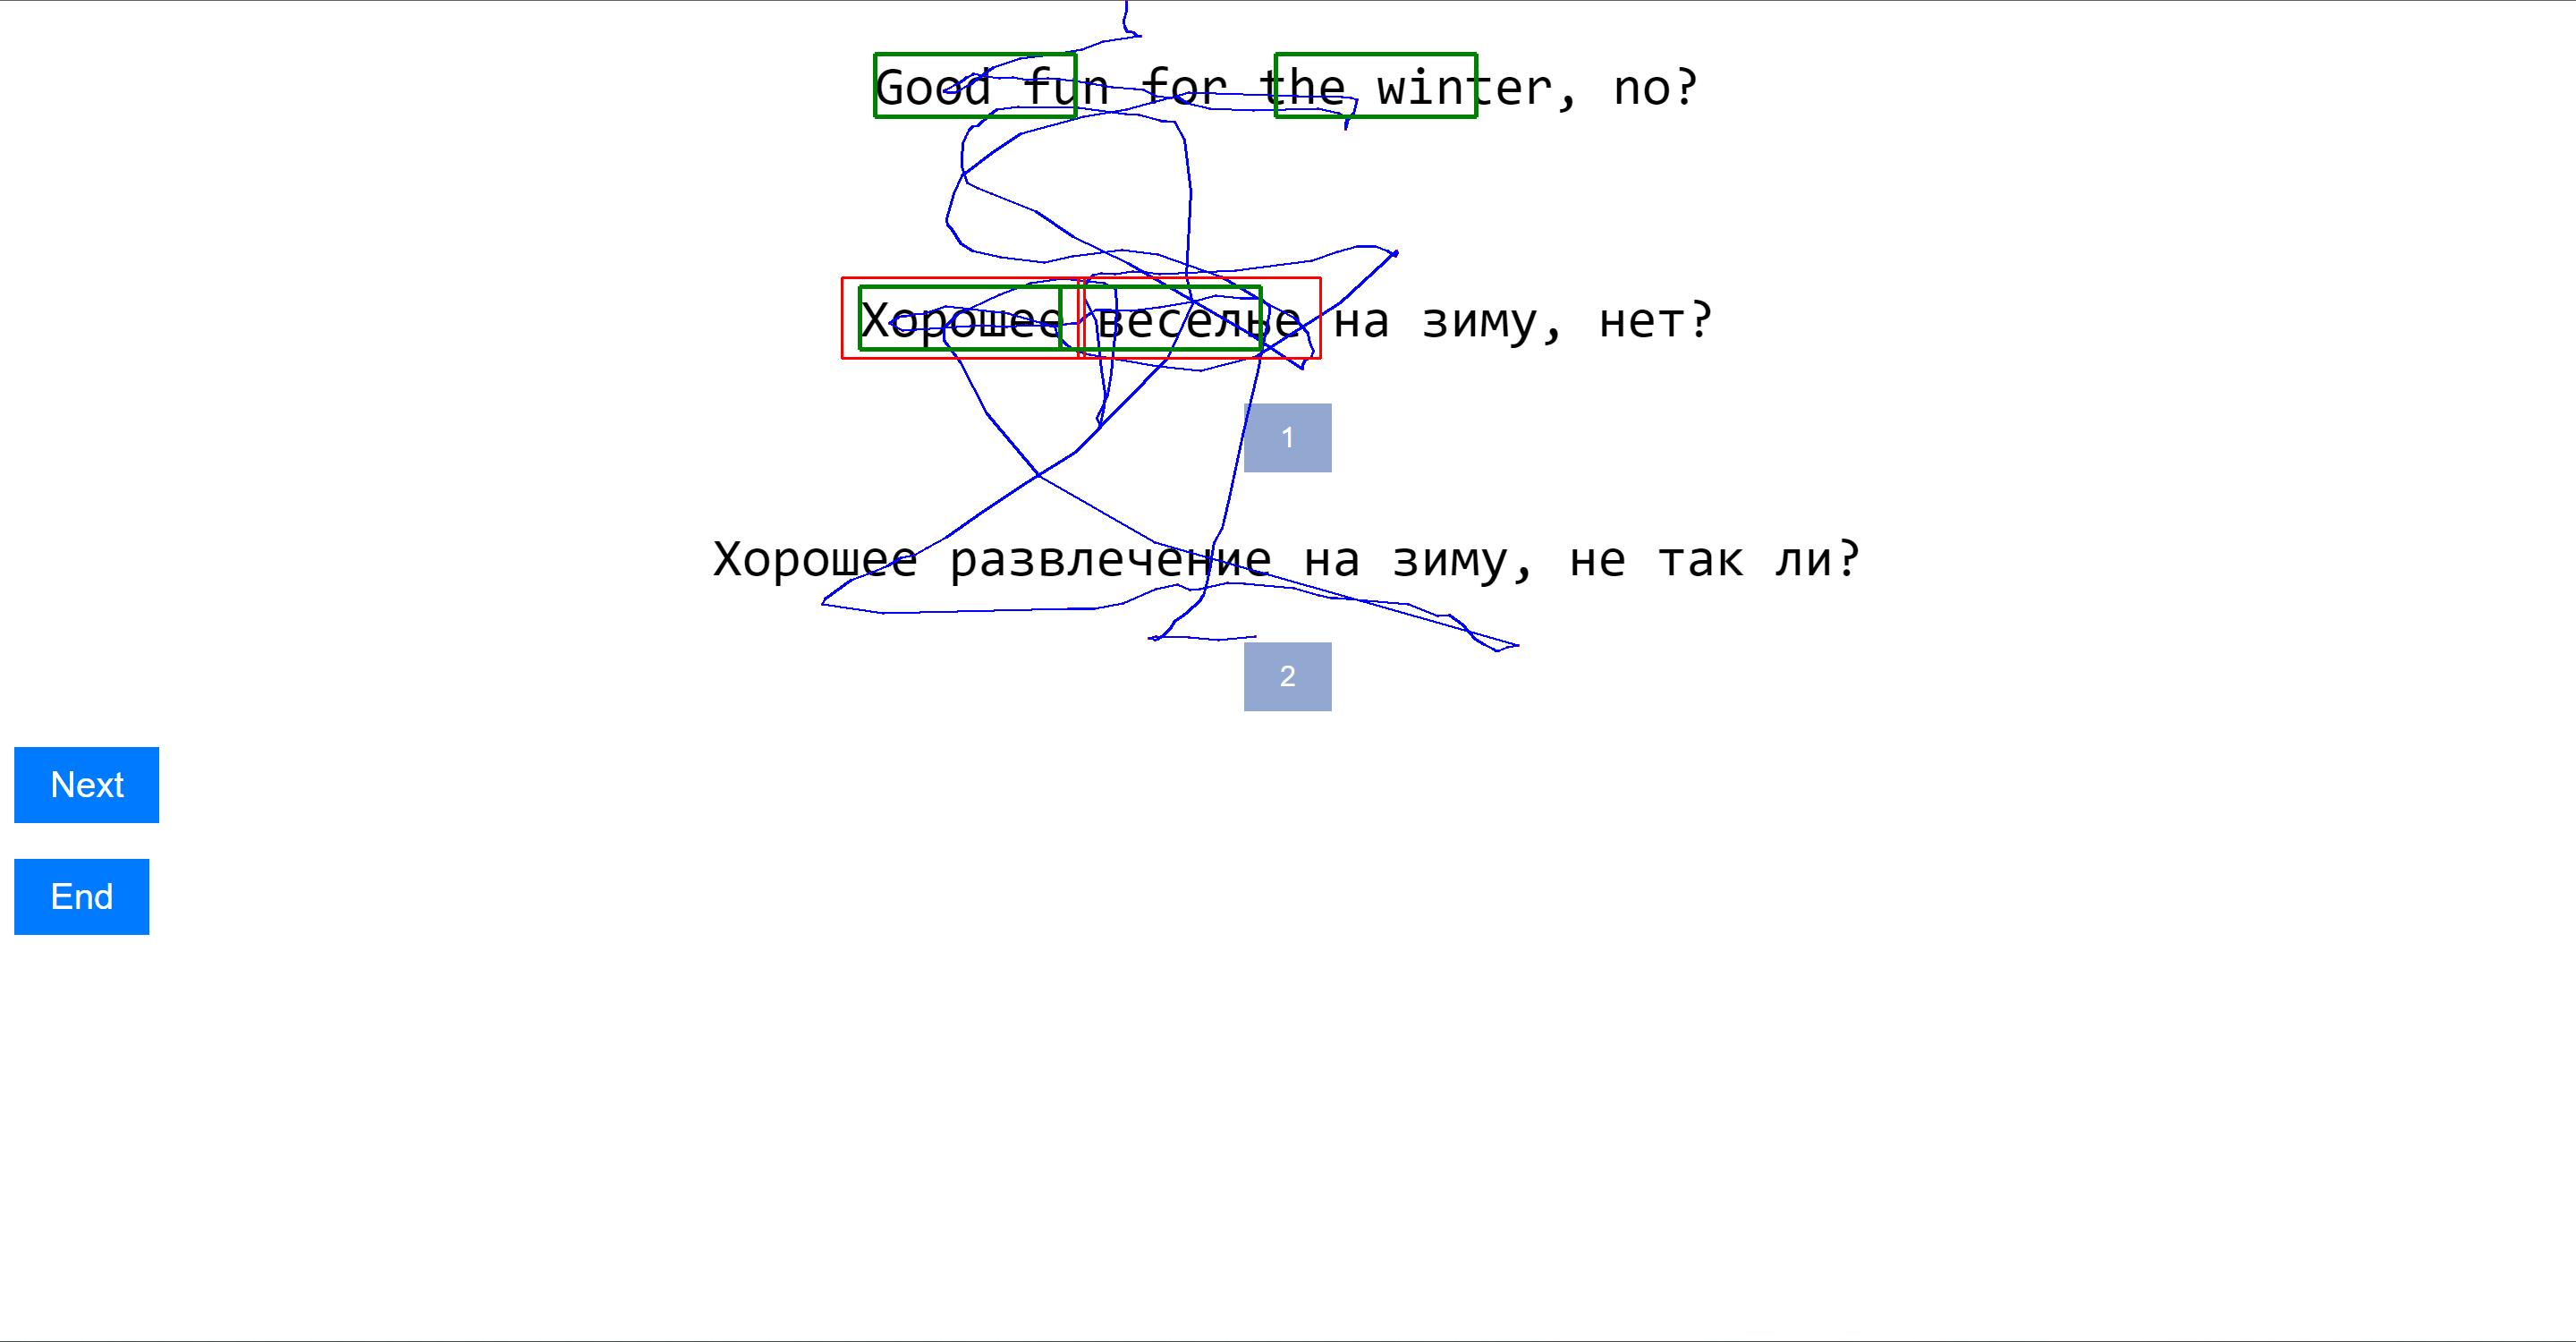 Good fun for the winter, no?
Хорошее веселье на зиму, нет?
1
Хорошее развлечение на зиму, не так ли?
2
Next
End